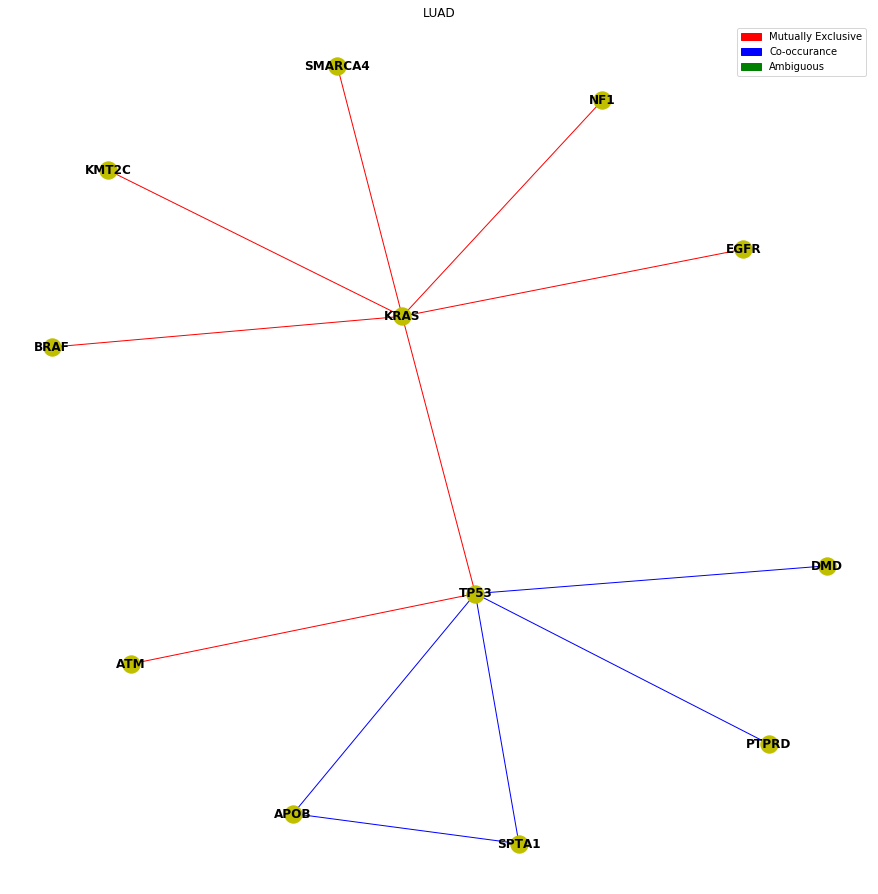 LUAD
Mutually Exclusive
Co-occurance
Ambiguous
SMARCA4
NF1
KMT2C
EGFR
KRAS
BRAF
DMD
TP53
ATM
PTPRD
APOB
SPTA1